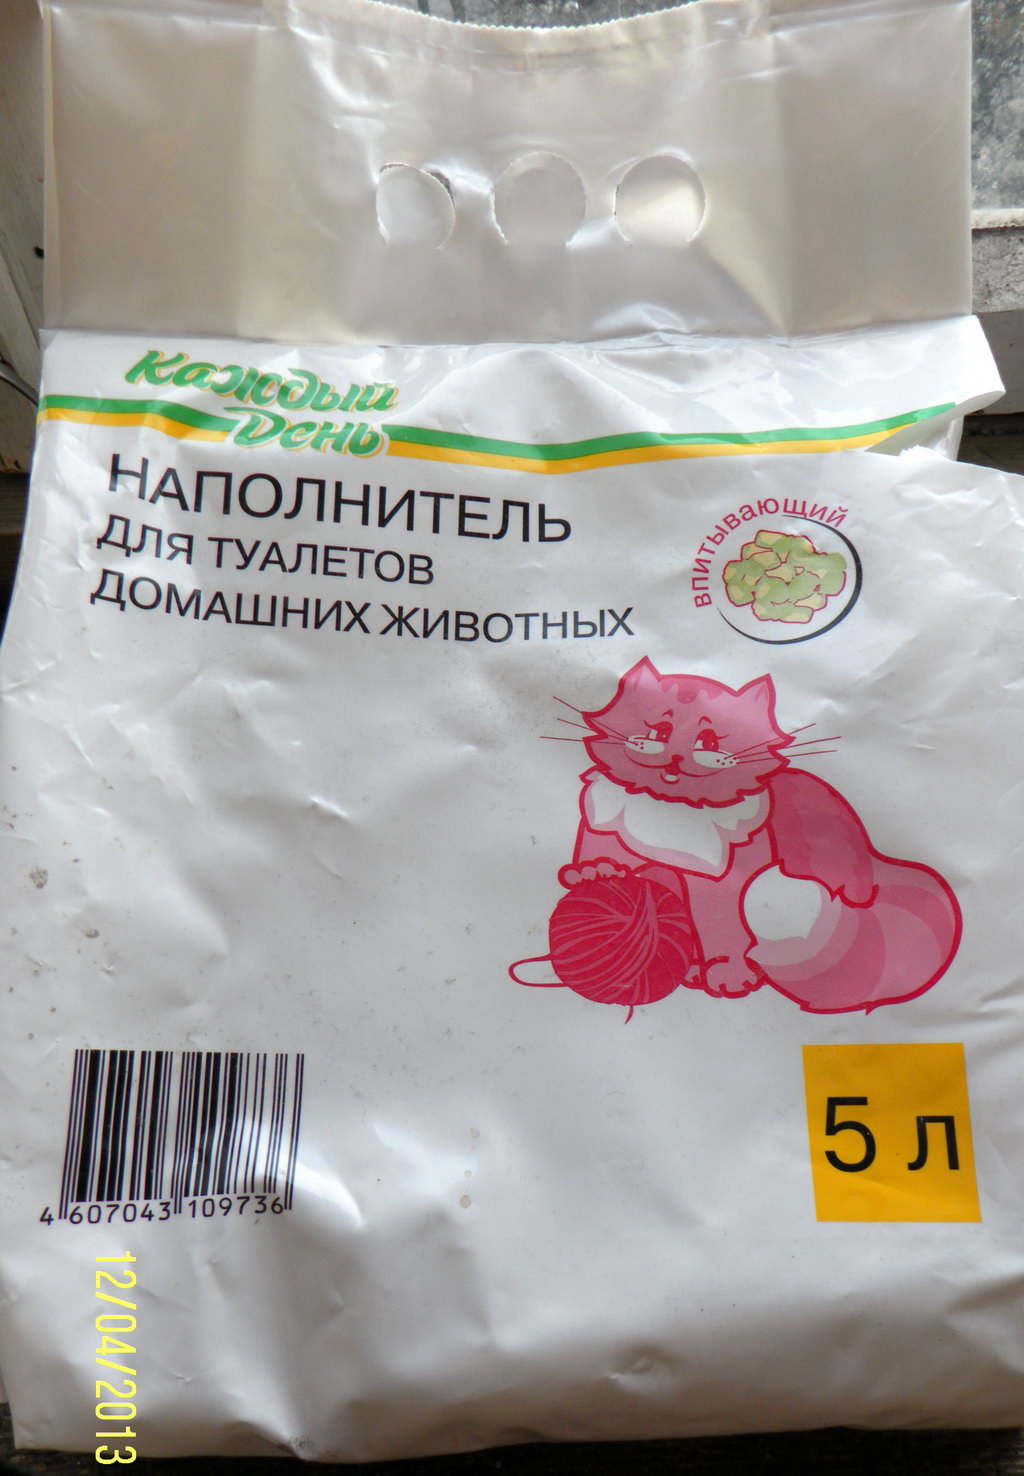 Каждый
День
НАПОЛНИТЕЛЬ
ДЛЯ ТУАЛЕТОВ
ДОМАШНИХ ЖИВОТНЫХ
впитывающий
5 л
4 607043 109736
12/04/2013